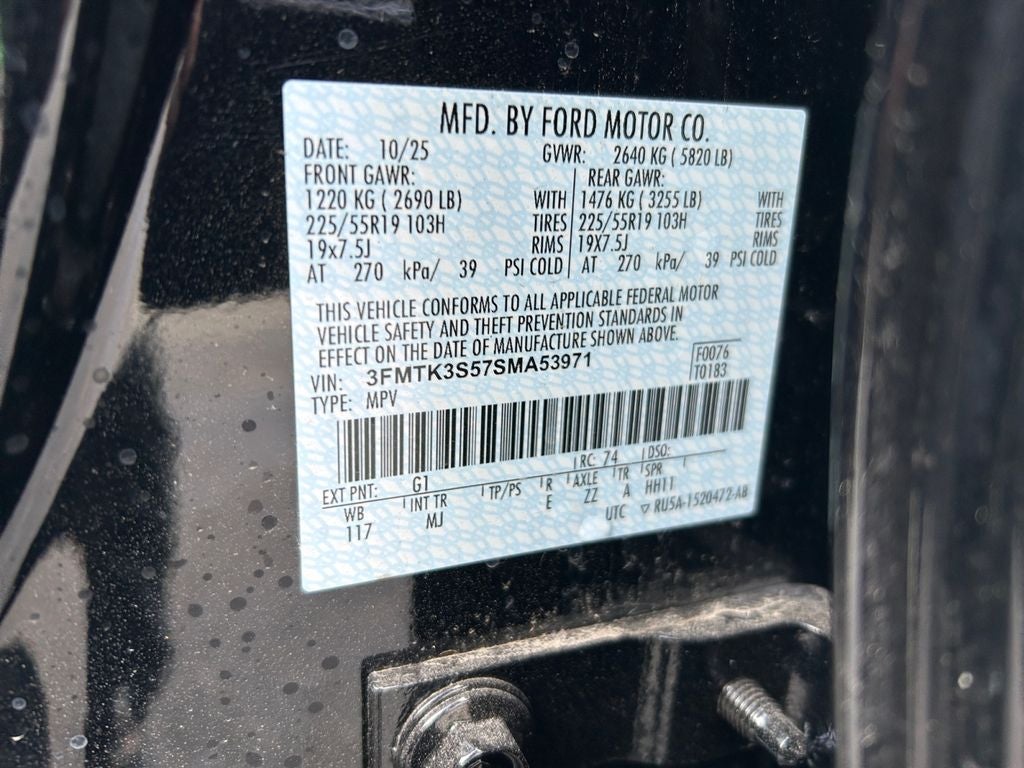 MFD. BY FORD MOTOR CO.
DATE: 10/25 GVWR: 2640 KG ( 5820 LB)
FRONT GAWR: REAR GAWR:
1220 KG ( 2690 LB) WITH 1476 KG ( 3255 LB) WITH
225/55R19 103H TIRES 225/55R19 103H TIRES
19x7.5J RIMS 19x7.5J RIMS
AT 270 kPa/ 39 PSI COLD AT 270 kPa/ 39 PSI COLD
THIS VEHICLE CONFORMS TO ALL APPLICABLE FEDERAL MOTOR
VEHICLE SAFETY AND THEFT PREVENTION STANDARDS IN
EFFECT ON THE DATE OF MANUFACTURE SHOWN ABOVE.
VIN: 3FMTK3S57SMA53971 F0076
TYPE: MPV T0183
EXT PNT: G1 RC: 74 DSO:
WB INT TR TP/PS R AXLE TR SPR
117 MJ E ZZ A HH11
UTC ▽ RU5A-1520472-AB